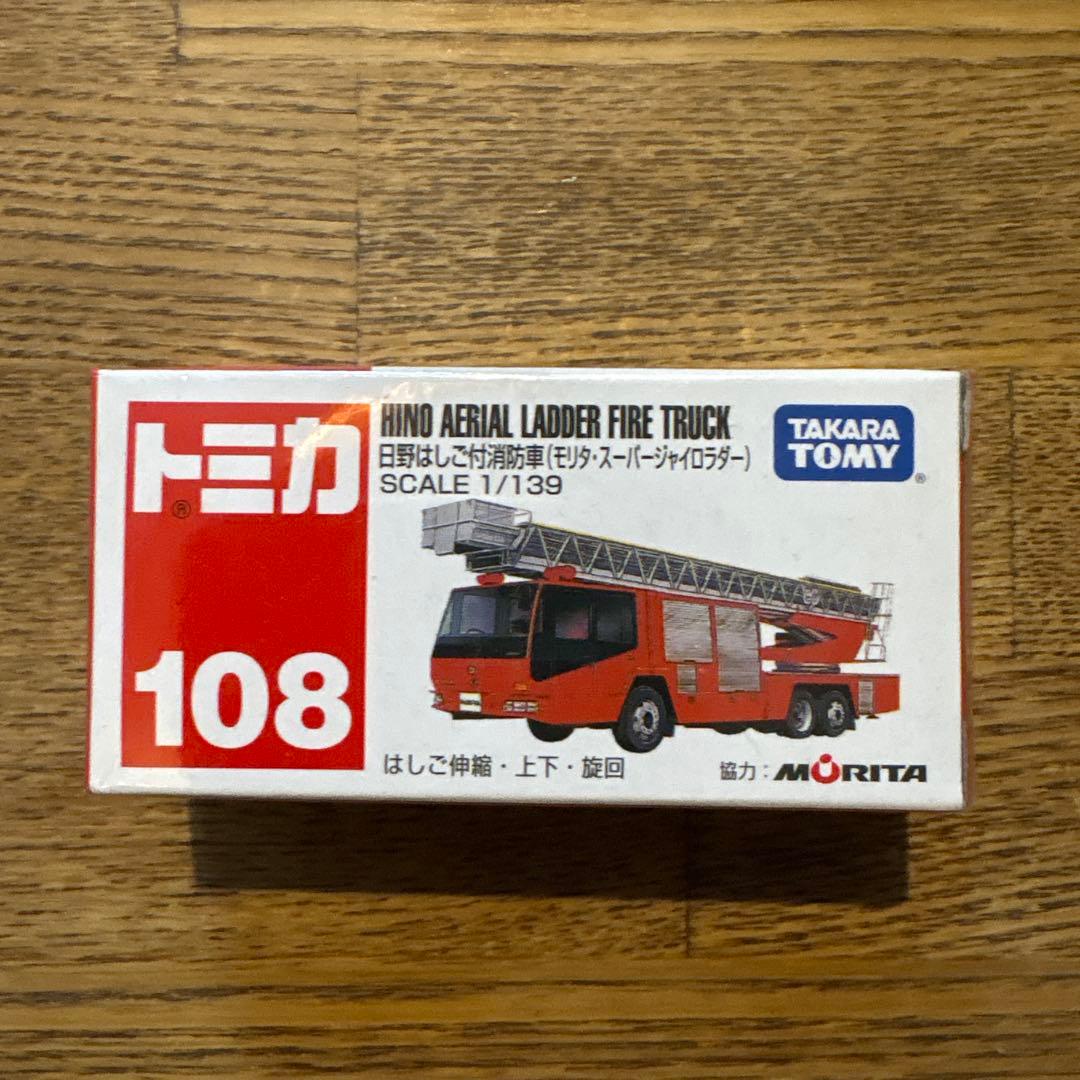 トミカ
®
108
HINO AERIAL LADDER FIRE TRUCK
日野はしご付消防車(モリタ・スーパージャイロラダー)
SCALE 1/139
TAKARA
TOMY
®
はしご伸縮・上下・旋回
協力:MORITA